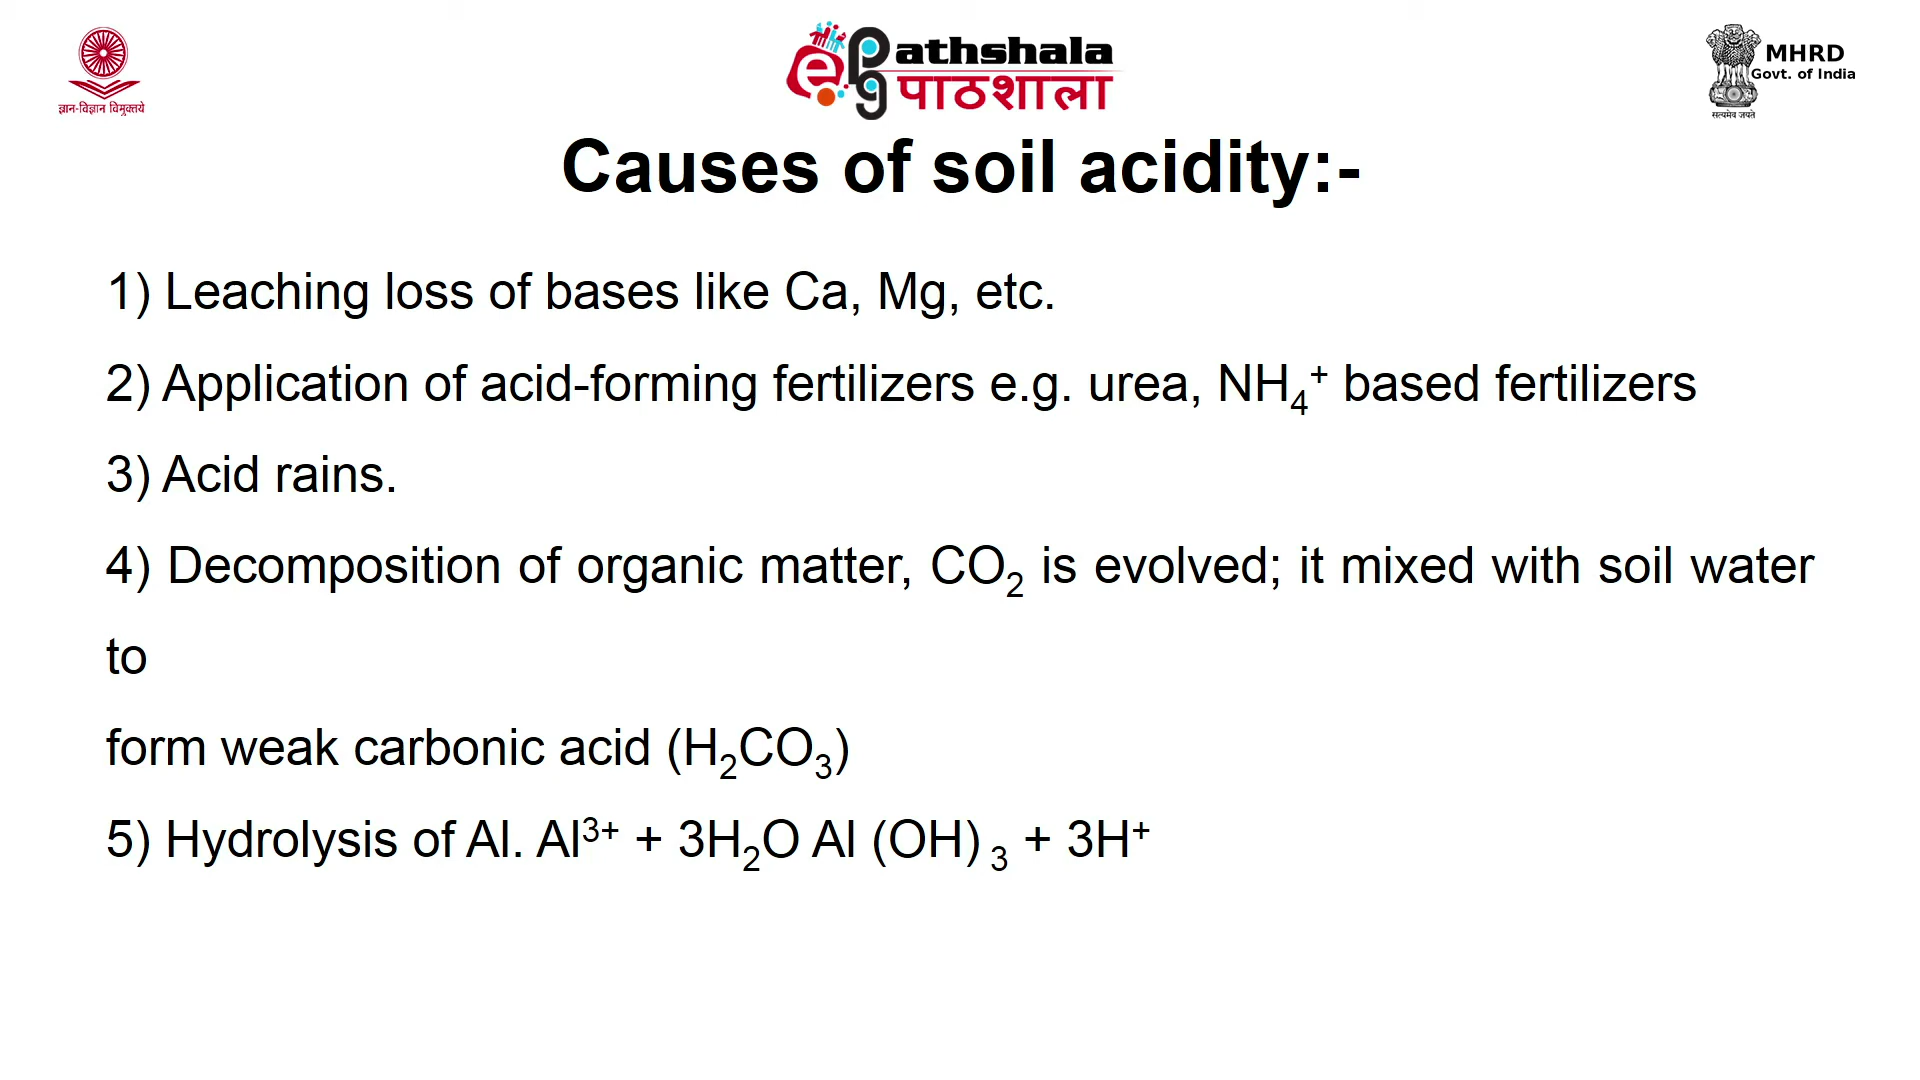 ज्ञान-विज्ञान विमुक्तये
ePathshala
पाठशाला
MHRD
Govt. of India
सत्यमेव जयते
Causes of soil acidity:-
1) Leaching loss of bases like Ca, Mg, etc.
2) Application of acid-forming fertilizers e.g. urea, NH₄⁺ based fertilizers
3) Acid rains.
4) Decomposition of organic matter, CO₂ is evolved; it mixed with soil water
to
form weak carbonic acid (H₂CO₃)
5) Hydrolysis of Al. Al³⁺ + 3H₂O Al (OH) ₃ + 3H⁺